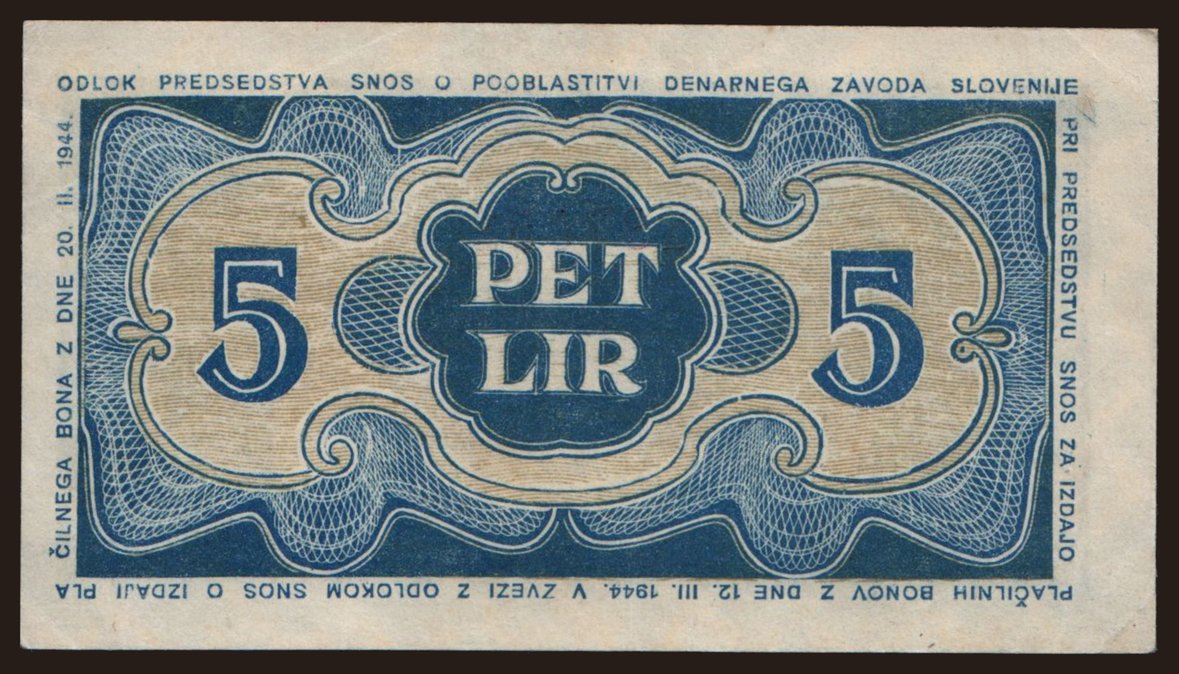 ODLOK PREDSEDSTVA SNOS O POOBLASTITVI DENARNEGA ZAVODA SLOVENIJE
PRI PREDSEDSTVU SNOS ZA IZDAJO
PLAČILNIH BONOV Z DNE 12. III. 1944. V ZVEZI Z ODLOKOM SNOS O IZDAJI PLA
ČILNEGA BONA Z DNE 20. II. 1944.
5
PET
LIR
5